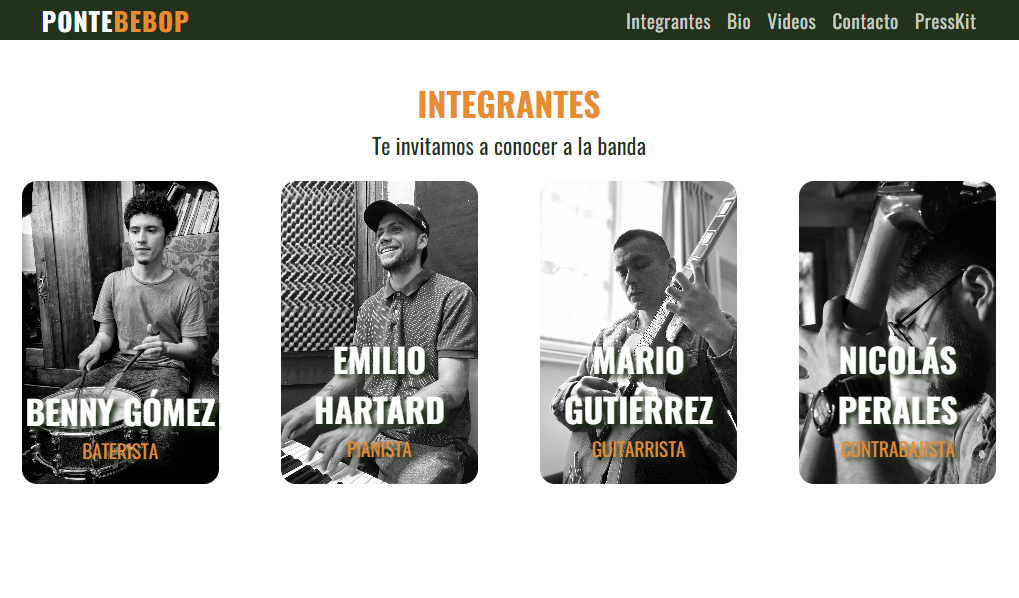 PONTEBEBOP
Integrantes Bio Videos Contacto PressKit
INTEGRANTES
Te invitamos a conocer a la banda
BENNY GÓMEZ
BATERISTA
EMILIO
HARTARD
PIANISTA
MARIO
GUTIÉRREZ
GUITARRISTA
NICOLÁS
PERALES
CONTRABAJISTA